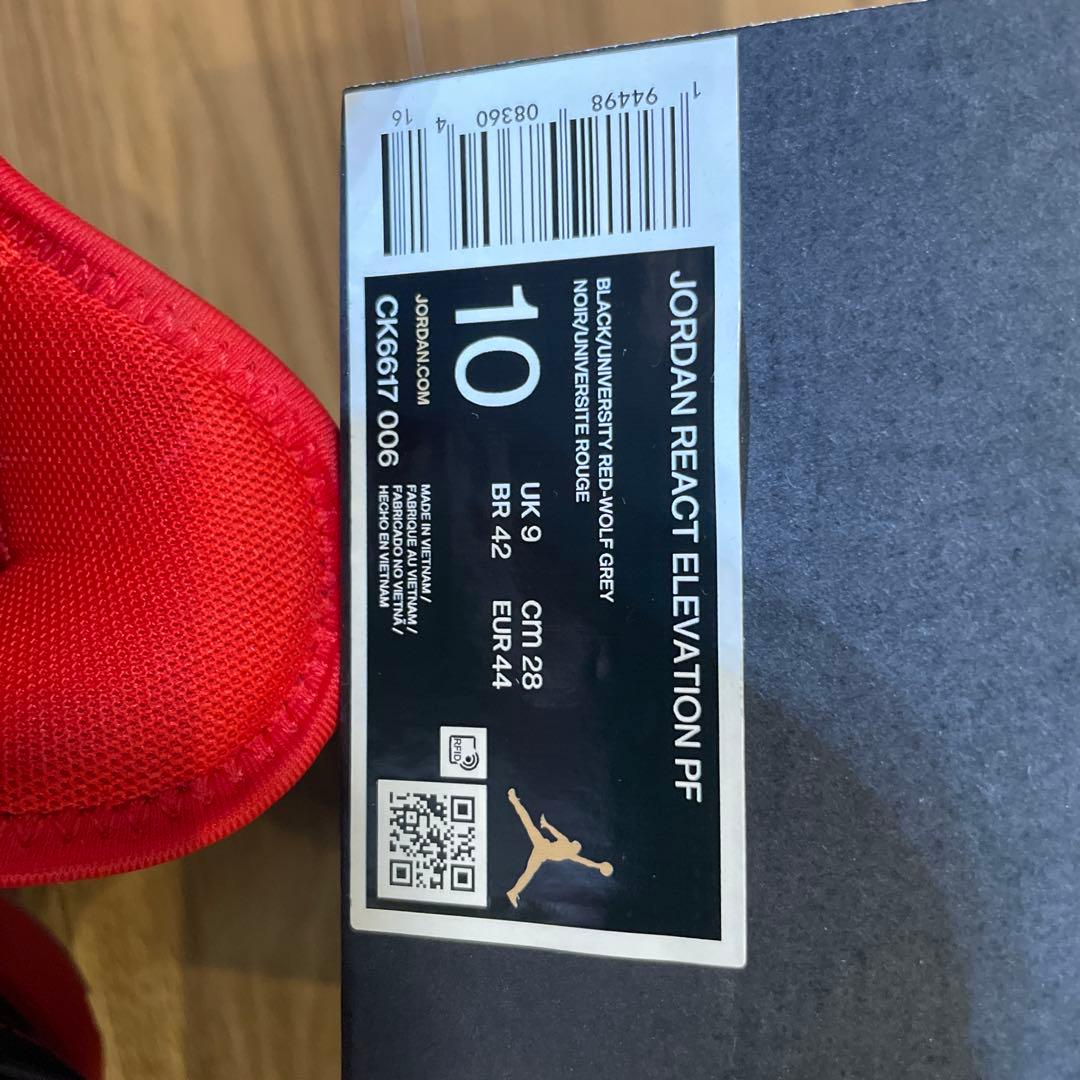 1 94498 08360 4 16
JORDAN REACT ELEVATION PF
BLACK/UNIVERSITY RED-WOLF GREY
NOIR/UNIVERSITE ROUGE
10
UK 9 cm 28
BR 42 EUR 44
JORDAN.COM
CK6617 006
MADE IN VIETNAM /
FABRIQUE AU VIETNAM /
FABRICADO NO VIETNÃ /
HECHO EN VIETNAM
RFID